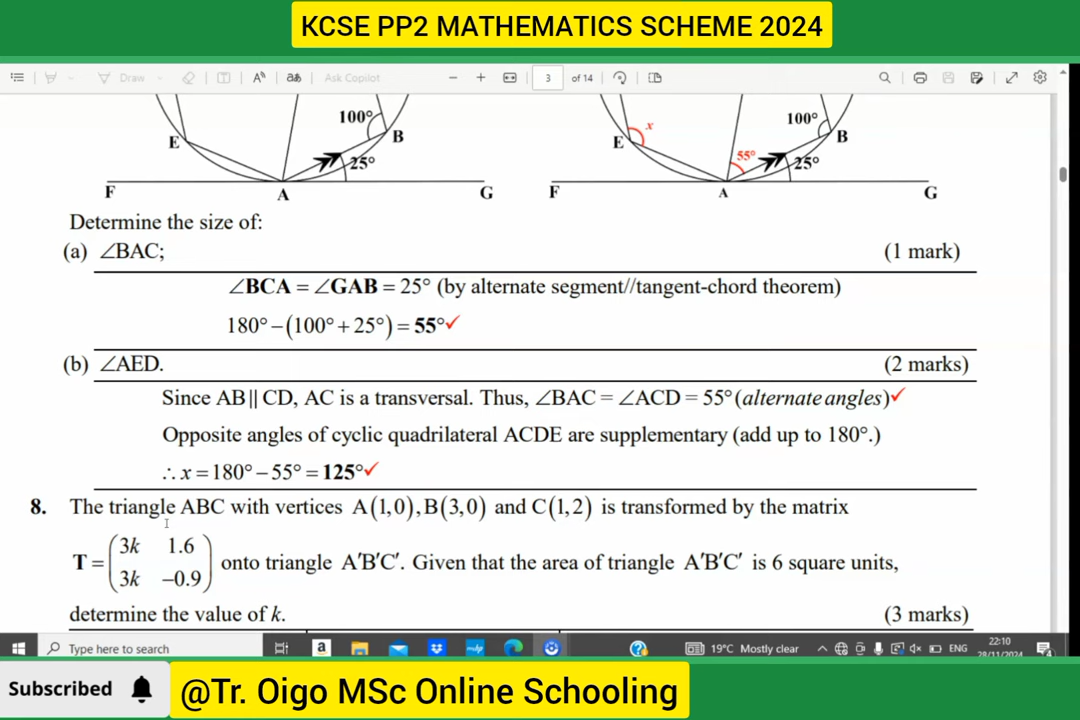 KCSE PP2 MATHEMATICS SCHEME 2024
Draw Ask Copilot 3 of 14
100° 100°
E B E x B
25° 55° 25°
F A G F A G
Determine the size of:
(a) ∠BAC; (1 mark)
∠BCA = ∠GAB = 25° (by alternate segment//tangent-chord theorem)
180° − (100° + 25°) = 55°✓
(b) ∠AED. (2 marks)
Since AB || CD, AC is a transversal. Thus, ∠BAC = ∠ACD = 55° (alternate angles)✓
Opposite angles of cyclic quadrilateral ACDE are supplementary (add up to 180°.)
∴ x = 180° − 55° = 125°✓
8. The triangle ABC with vertices A(1,0), B(3,0) and C(1,2) is transformed by the matrix
3k 1.6
T = onto triangle A′B′C′. Given that the area of triangle A′B′C′ is 6 square units,
3k −0.9
determine the value of k. (3 marks)
Type here to search 19°C Mostly clear ENG 22:10
28/11/2024
Subscribed @Tr. Oigo MSc Online Schooling